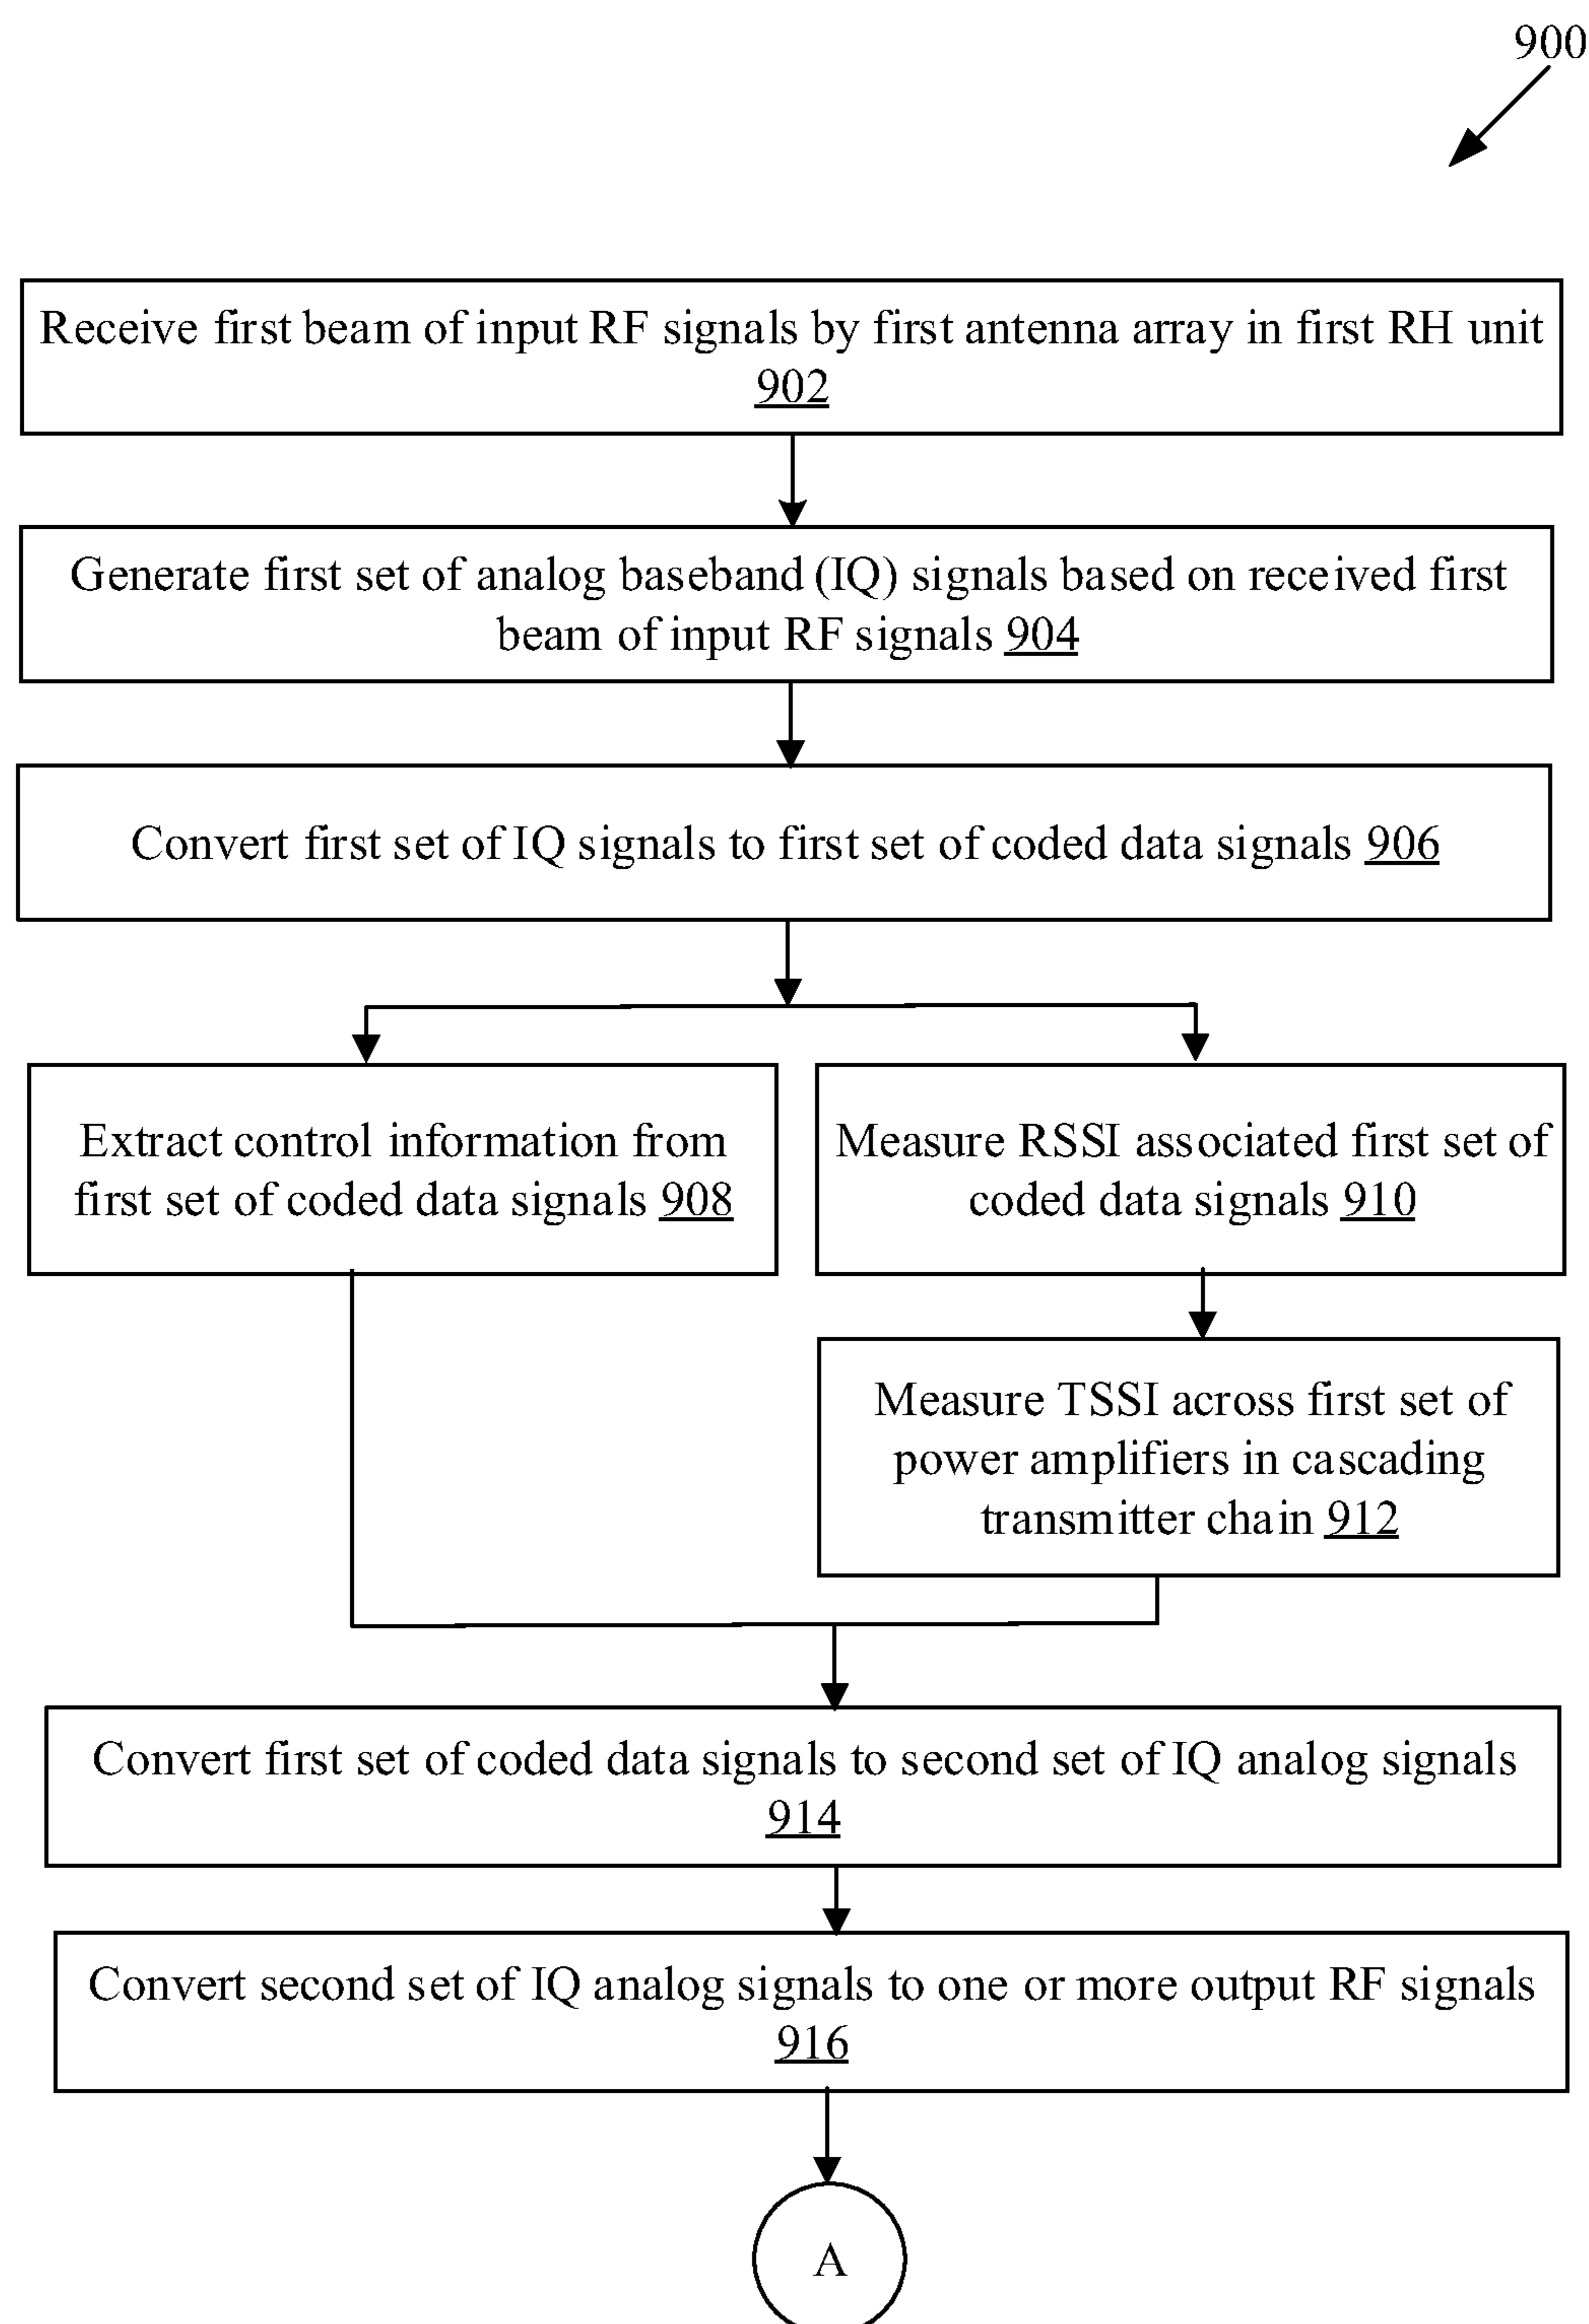 900
Receive first beam of input RF signals by first antenna array in first RH unit
902
Generate first set of analog baseband (IQ) signals based on received first
beam of input RF signals 904
Convert first set of IQ signals to first set of coded data signals 906
Extract control information from
first set of coded data signals 908
Measure RSSI associated first set of
coded data signals 910
Measure TSSI across first set of
power amplifiers in cascading
transmitter chain 912
Convert first set of coded data signals to second set of IQ analog signals
914
Convert second set of IQ analog signals to one or more output RF signals
916
A